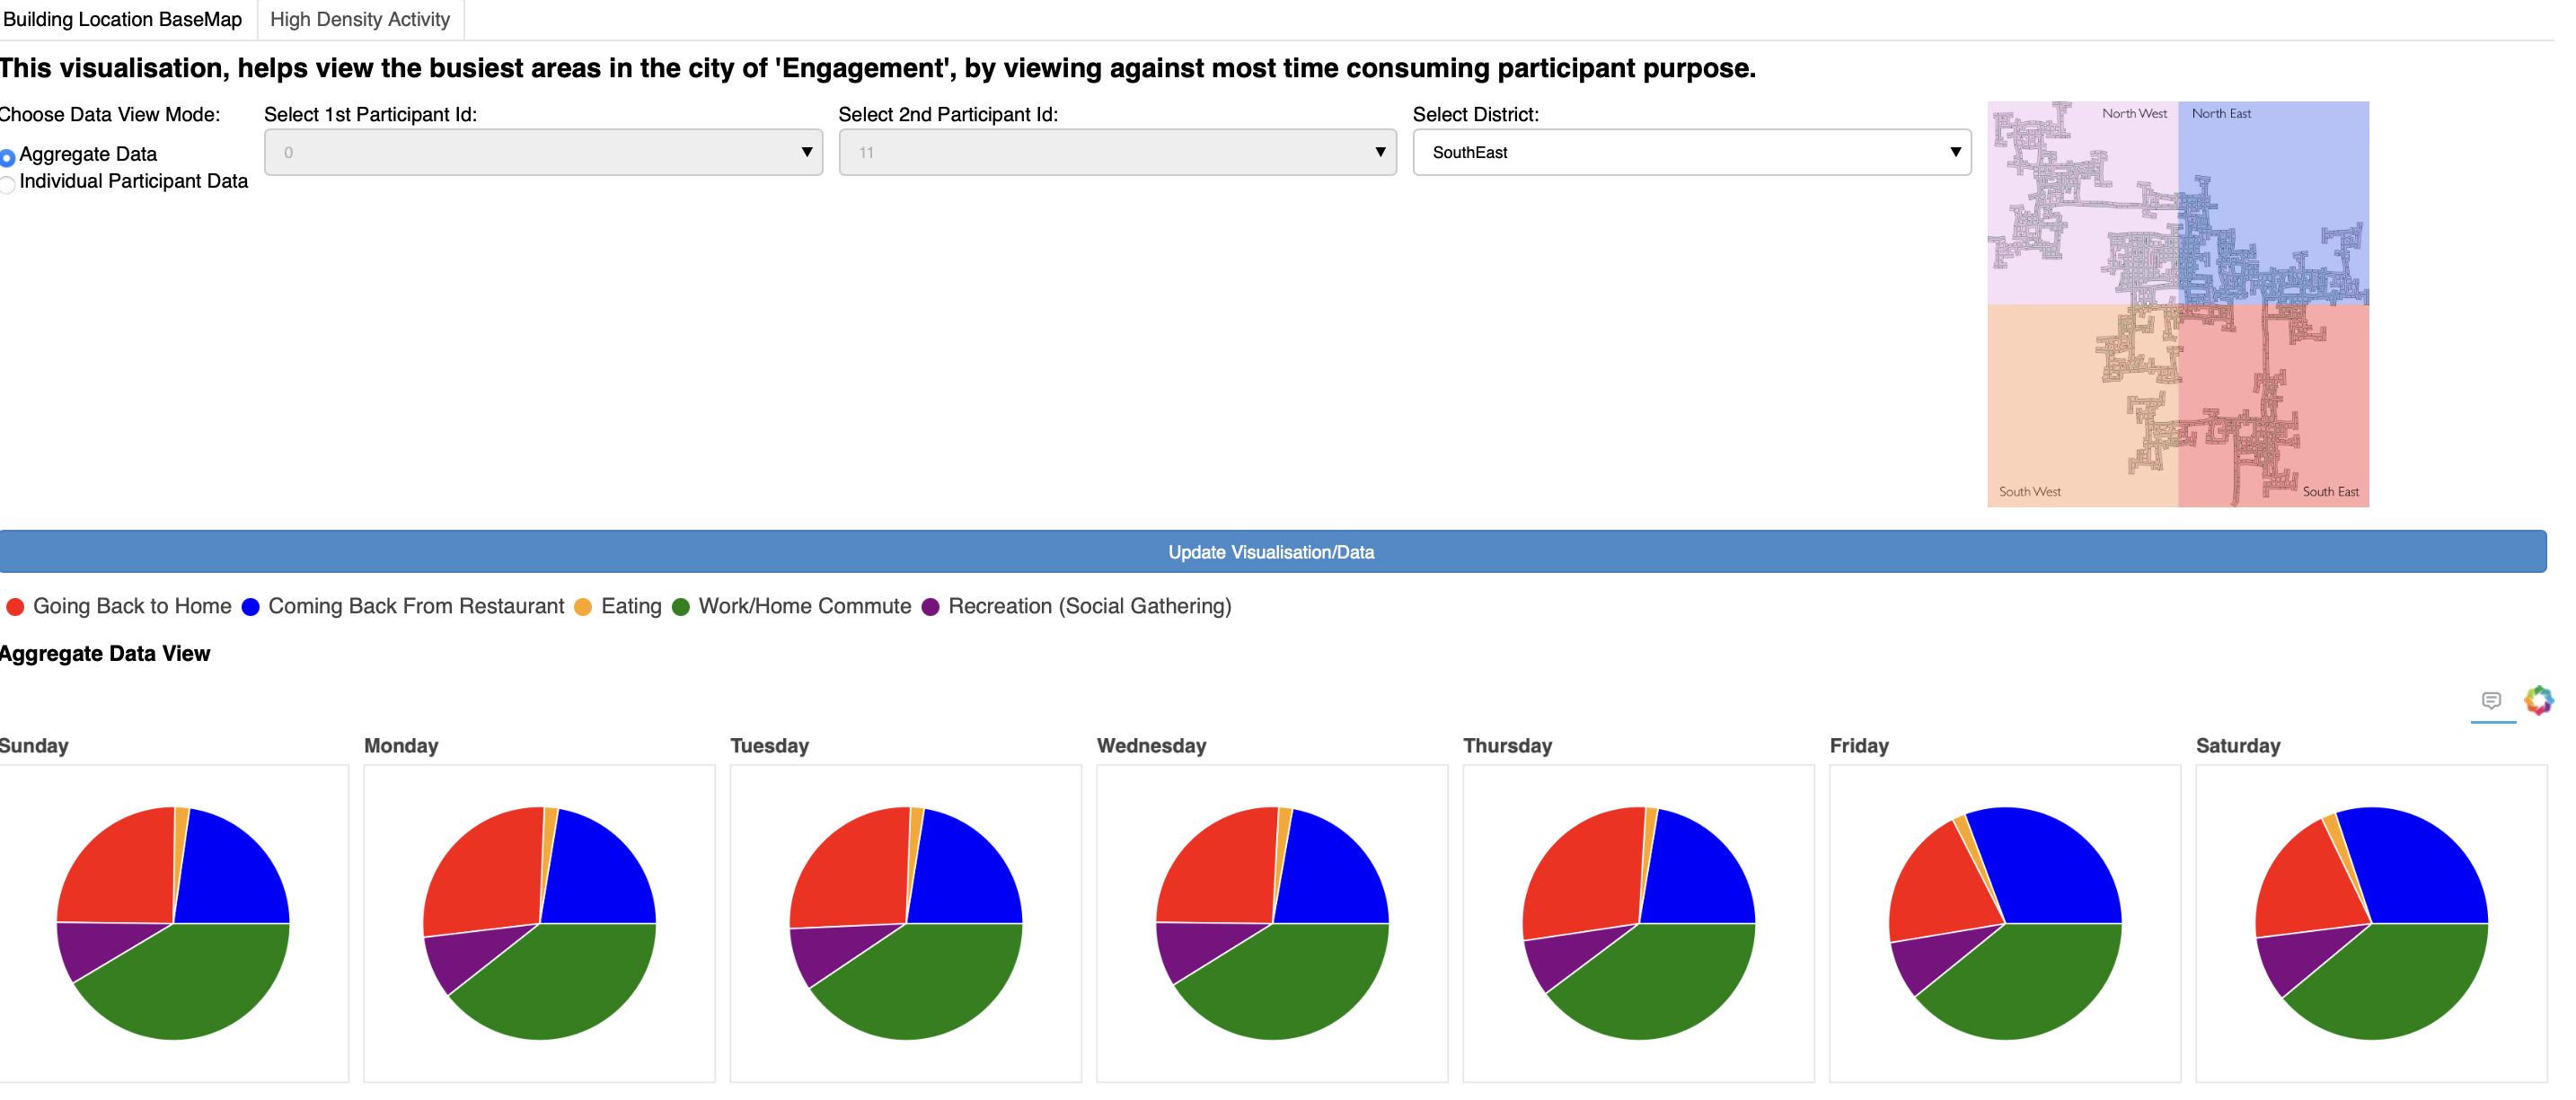 Building Location BaseMap High Density Activity
This visualisation, helps view the busiest areas in the city of 'Engagement', by viewing against most time consuming participant purpose.
Choose Data View Mode:
Aggregate Data
Individual Participant Data
Select 1st Participant Id:
0
Select 2nd Participant Id:
11
Select District:
SouthEast
North West North East
South West South East
Update Visualisation/Data
Going Back to Home Coming Back From Restaurant Eating Work/Home Commute Recreation (Social Gathering)
Aggregate Data View
Sunday Monday Tuesday Wednesday Thursday Friday Saturday